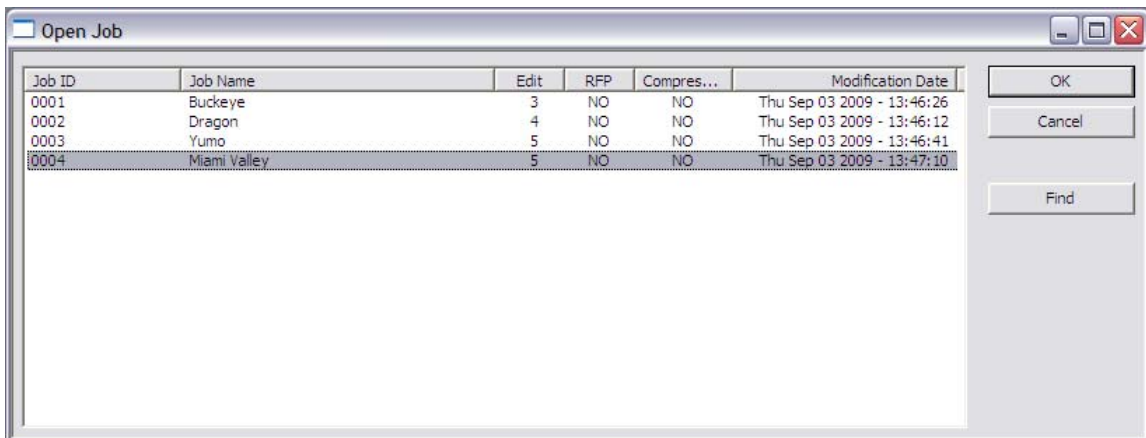 Open Job
Job ID Job Name Edit RFP Compres... Modification Date
0001 Buckeye 3 NO NO Thu Sep 03 2009 - 13:46:26
0002 Dragon 4 NO NO Thu Sep 03 2009 - 13:46:12
0003 Yumo 5 NO NO Thu Sep 03 2009 - 13:46:41
0004 Miami Valley 5 NO NO Thu Sep 03 2009 - 13:47:10
OK
Cancel
Find